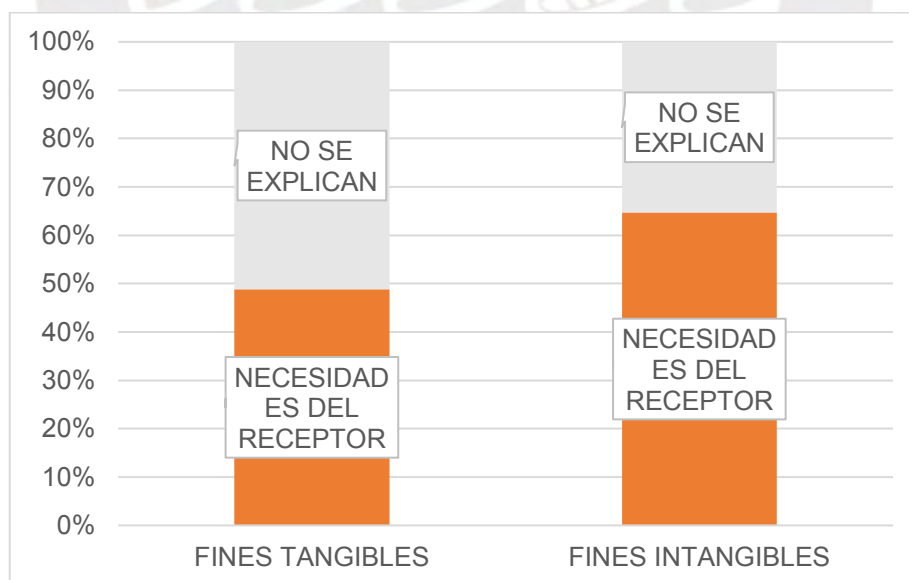 100%
90%
80%
70%
60%
50%
40%
30%
20%
10%
0%
NO SE
EXPLICAN
NECESIDAD
ES DEL
RECEPTOR
NO SE
EXPLICAN
NECESIDAD
ES DEL
RECEPTOR
FINES TANGIBLES
FINES INTANGIBLES